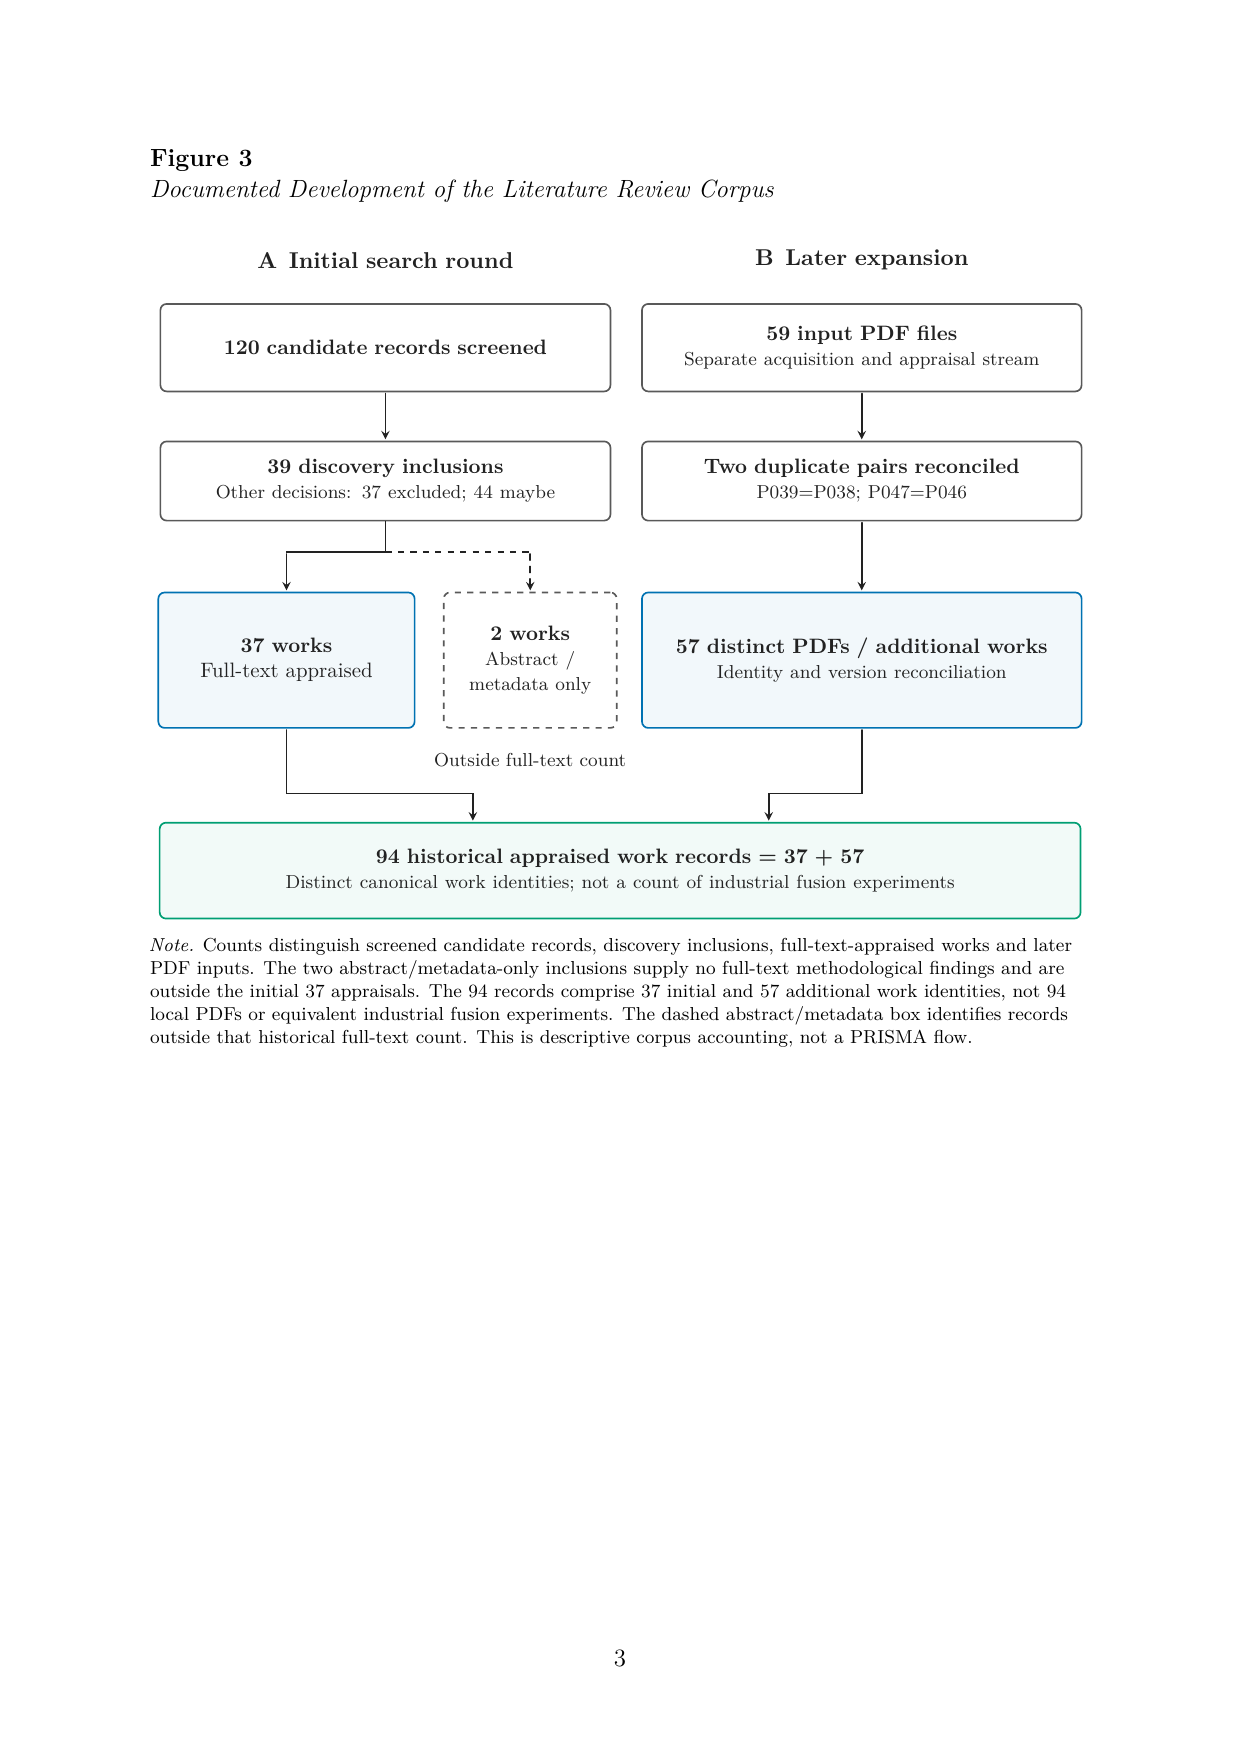 Figure 3
Documented Development of the Literature Review Corpus
A Initial search round
B Later expansion
120 candidate records screened
59 input PDF files
Separate acquisition and appraisal stream
39 discovery inclusions
Other decisions: 37 excluded; 44 maybe
Two duplicate pairs reconciled
P039=P038; P047=P046
37 works
Full-text appraised
2 works
Abstract /
metadata only
57 distinct PDFs / additional works
Identity and version reconciliation
Outside full-text count
94 historical appraised work records = 37 + 57
Distinct canonical work identities; not a count of industrial fusion experiments
Note. Counts distinguish screened candidate records, discovery inclusions, full-text-appraised works and later
PDF inputs. The two abstract/metadata-only inclusions supply no full-text methodological findings and are
outside the initial 37 appraisals. The 94 records comprise 37 initial and 57 additional work identities, not 94
local PDFs or equivalent industrial fusion experiments. The dashed abstract/metadata box identifies records
outside that historical full-text count. This is descriptive corpus accounting, not a PRISMA flow.
3